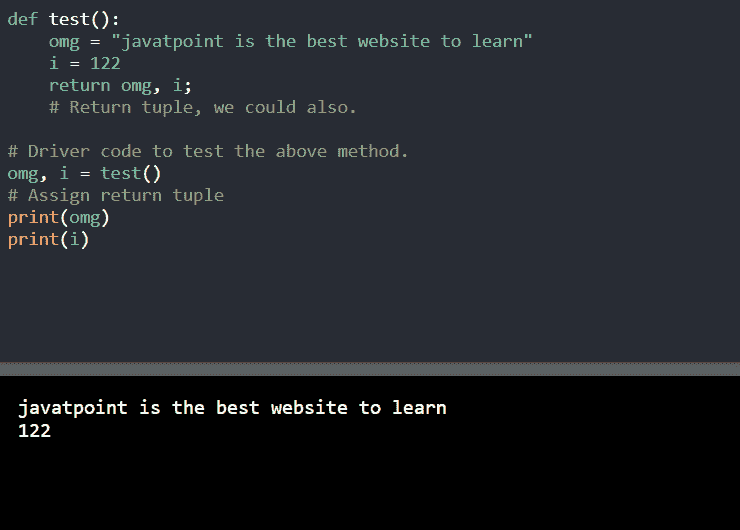 def test():
    omg = "javatpoint is the best website to learn"
    i = 122
    return omg, i;
    # Return tuple, we could also.
# Driver code to test the above method.
omg, i = test()
# Assign return tuple
print(omg)
print(i)
javatpoint is the best website to learn
122